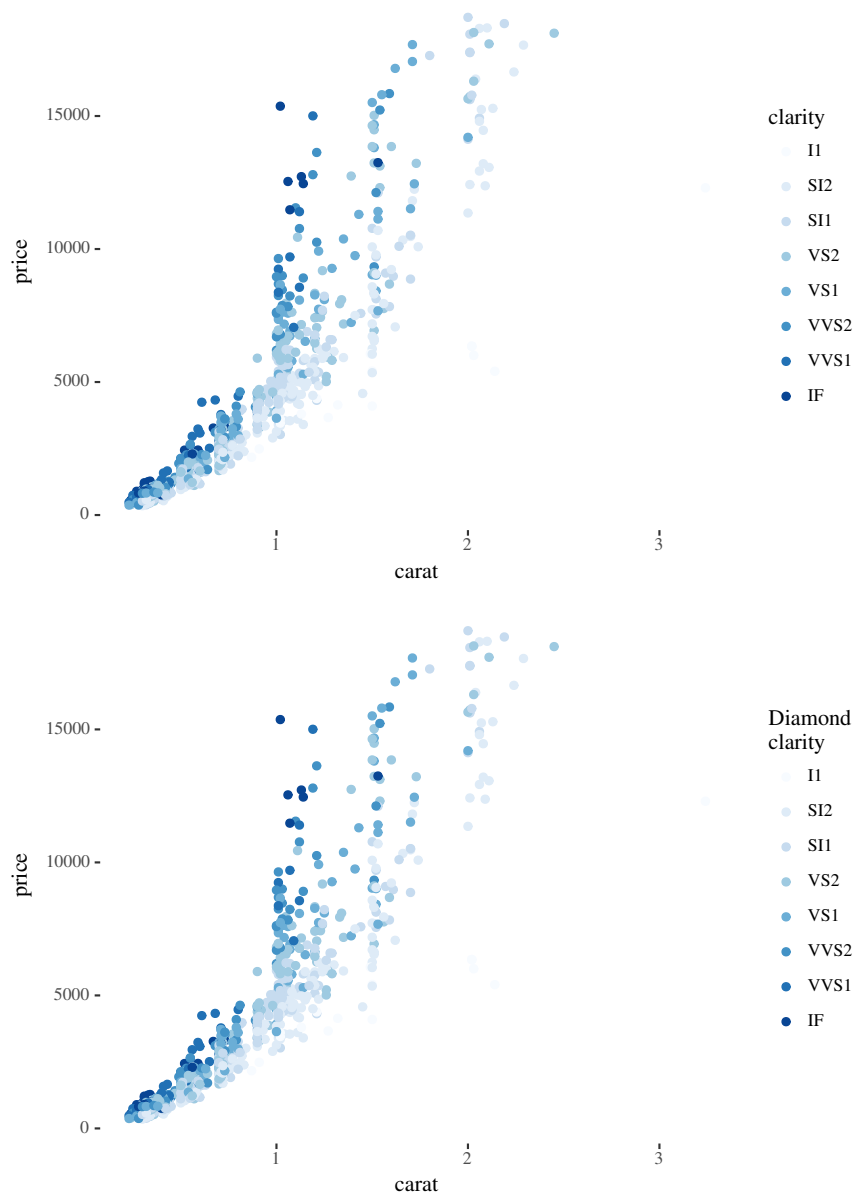 15000
10000
5000
0
price
1
2
3
carat
clarity
I1
SI2
SI1
VS2
VS1
VVS2
VVS1
IF
15000
10000
5000
0
price
1
2
3
carat
Diamond
clarity
I1
SI2
SI1
VS2
VS1
VVS2
VVS1
IF